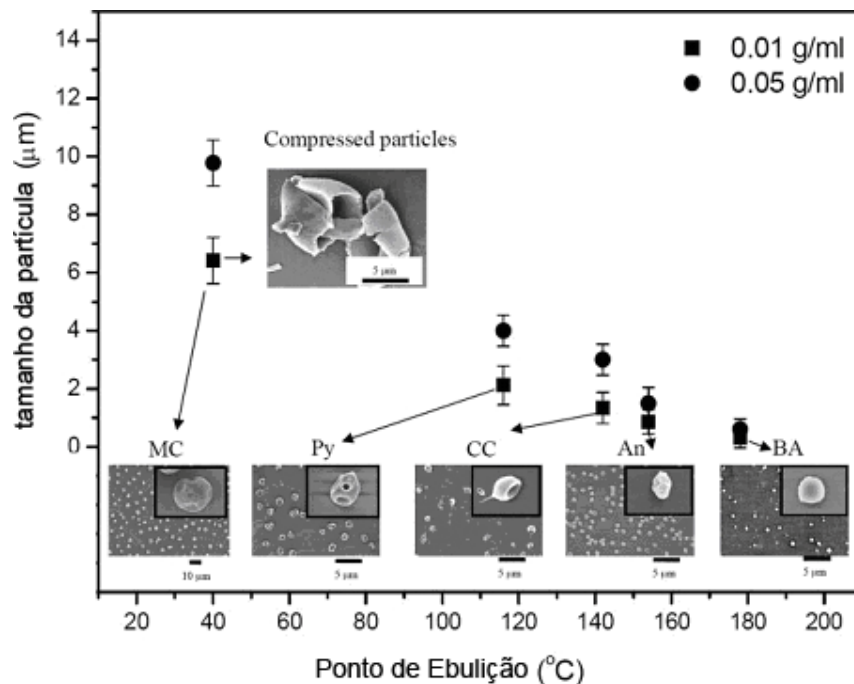 14
12
10
8
6
4
2
0
tamanho da partícula (μm)
0.01 g/ml
0.05 g/ml
Compressed particles
5 μm
MC
Py
CC
An
BA
10 μm
5 μm
5 μm
5 μm
5 μm
20 40 60 80 100 120 140 160 180 200
Ponto de Ebulição (°C)